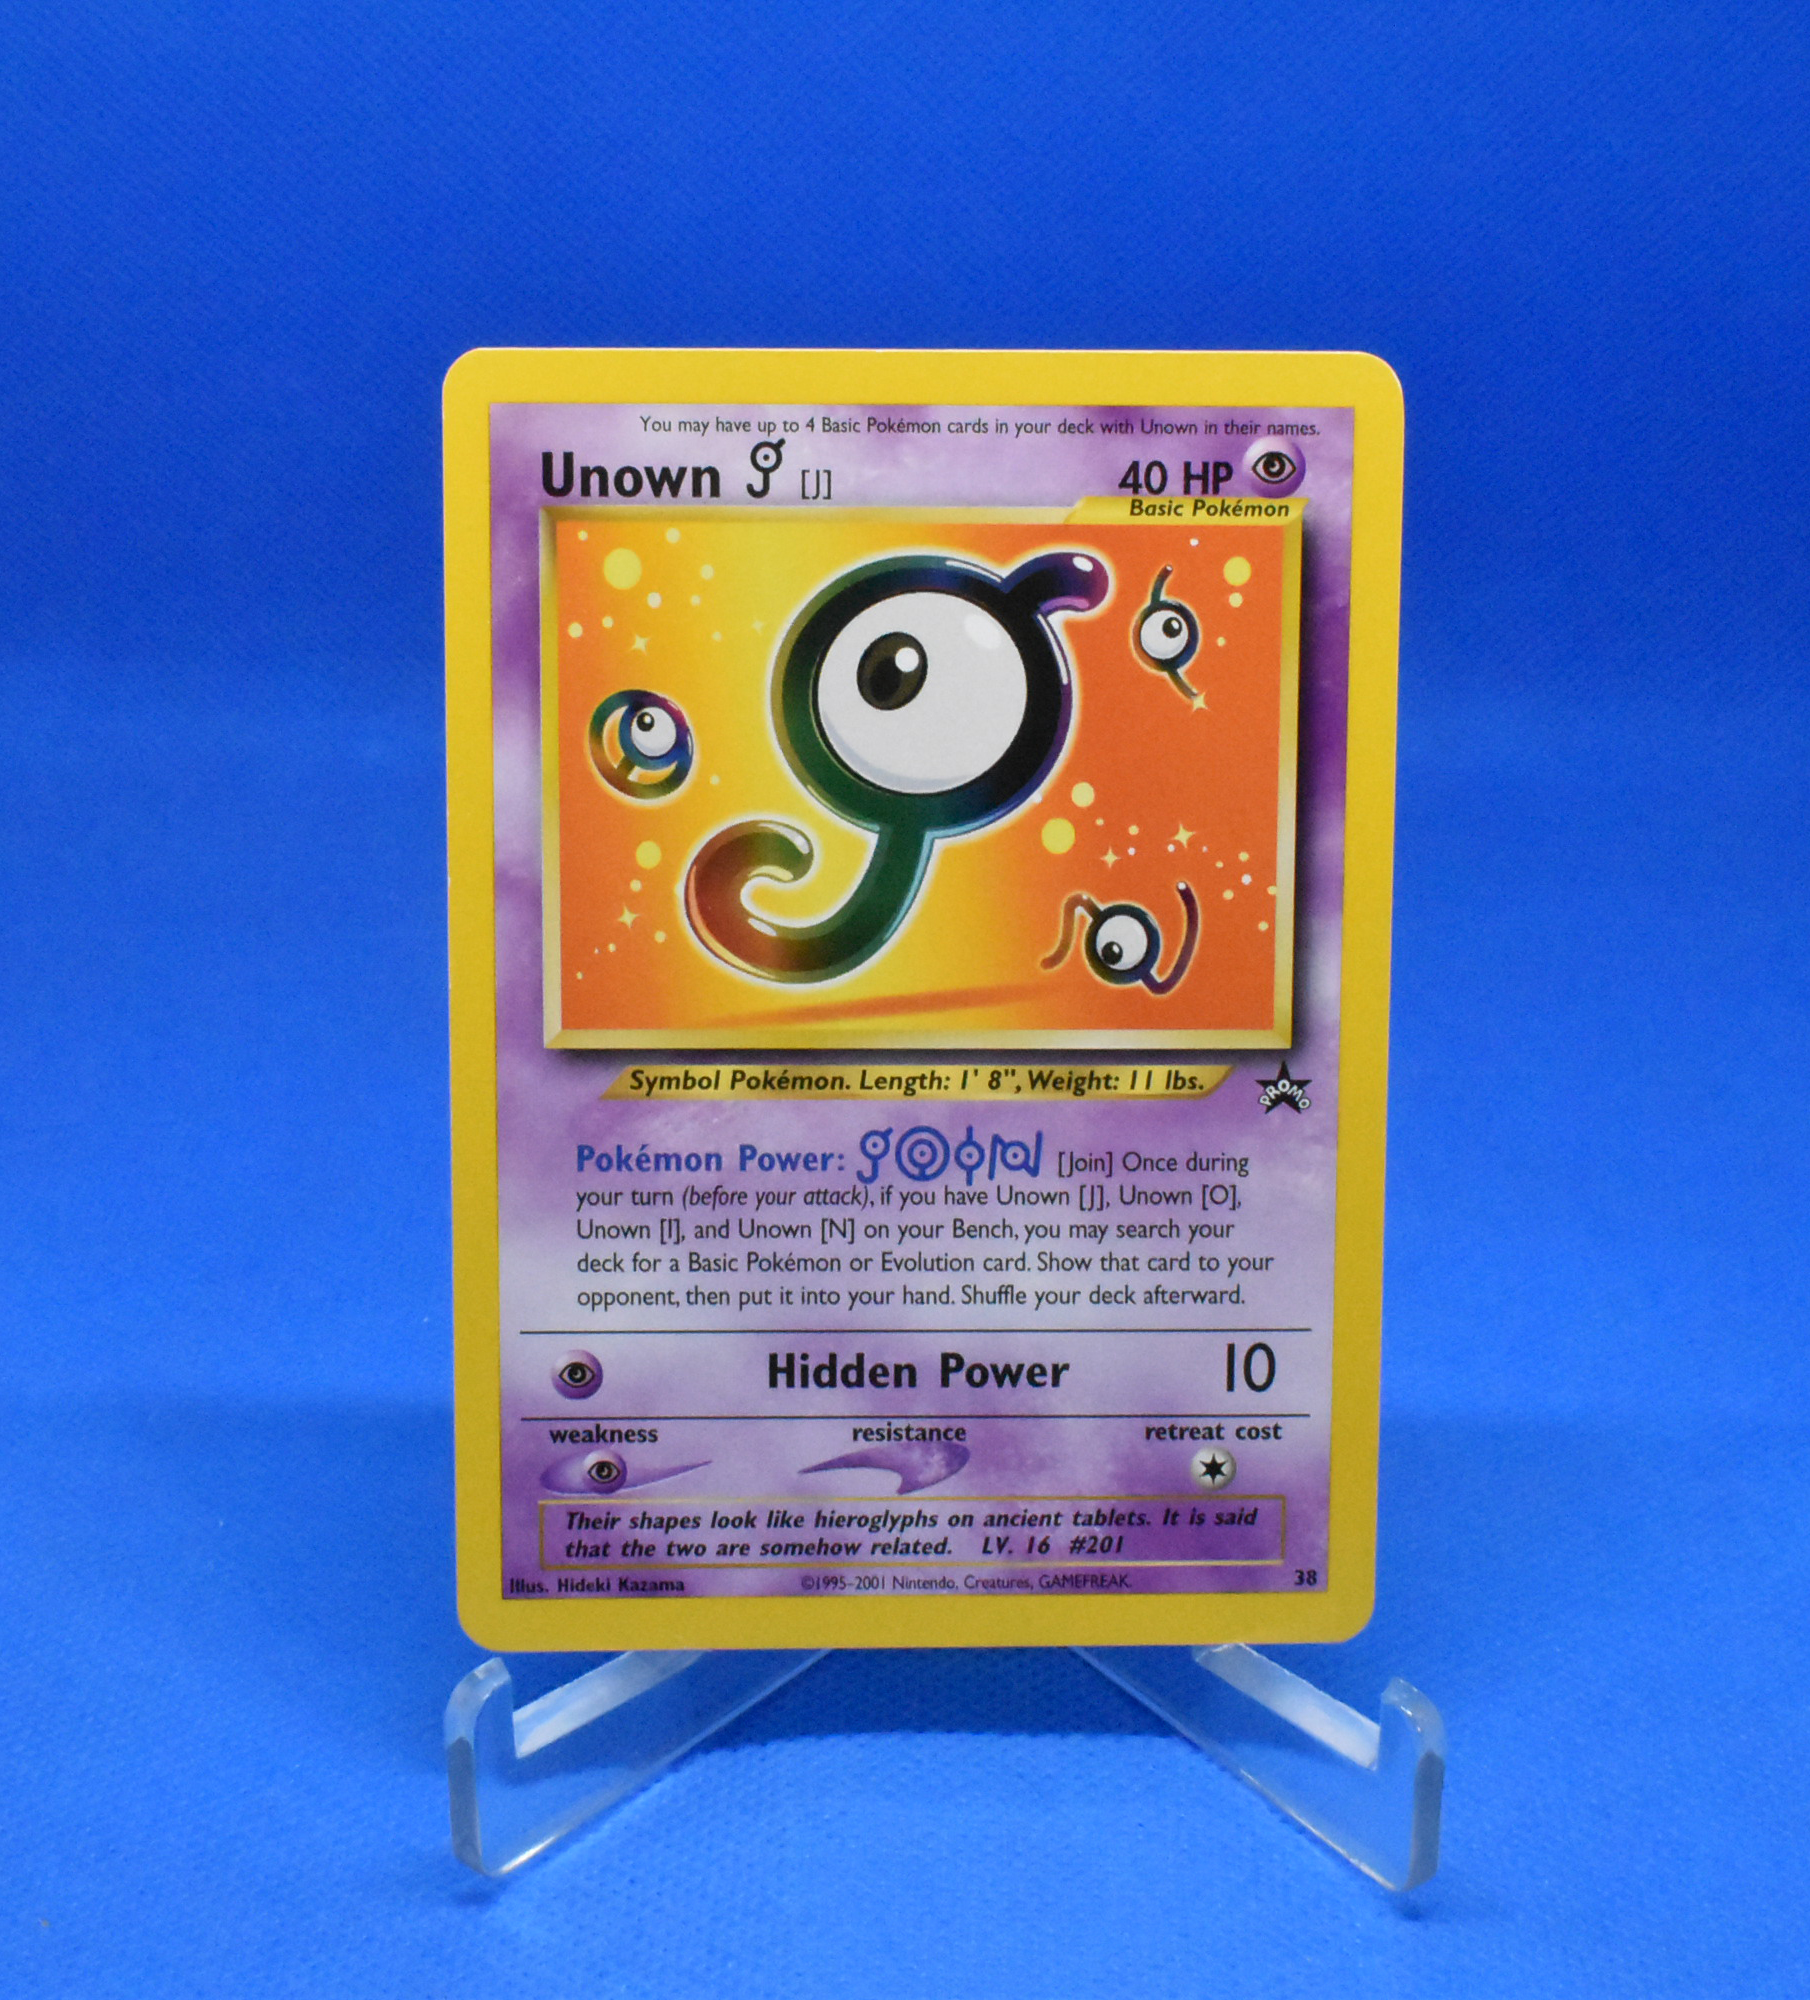 You may have up to 4 Basic Pokémon cards in your deck with Unown in their names.
Unown J [J] 40 HP
Basic Pokémon
Symbol Pokémon. Length: 1' 8", Weight: 11 lbs.
PROMO
Pokémon Power: JOIN [Join] Once during
your turn (before your attack), if you have Unown [J], Unown [O],
Unown [I], and Unown [N] on your Bench, you may search your
deck for a Basic Pokémon or Evolution card. Show that card to your
opponent, then put it into your hand. Shuffle your deck afterward.
Hidden Power 10
weakness resistance retreat cost
Their shapes look like hieroglyphs on ancient tablets. It is said
that the two are somehow related. LV. 16 #201
Illus. Hideki Kazama ©1995-2001 Nintendo, Creatures, GAMEFREAK. 38